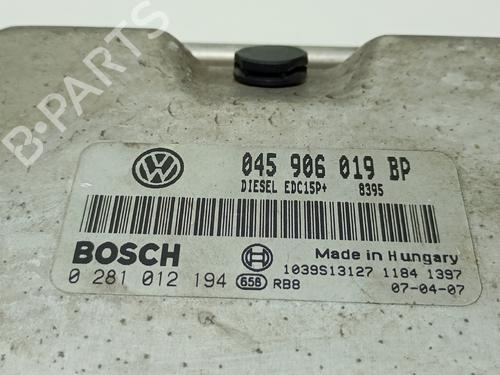 B-PARTS
045 906 019 BP
DIESEL EDC15P+ 8395
BOSCH
Made in Hungary
0 281 012 194 656 RB8
1039S13127 1184 1397
07-04-07